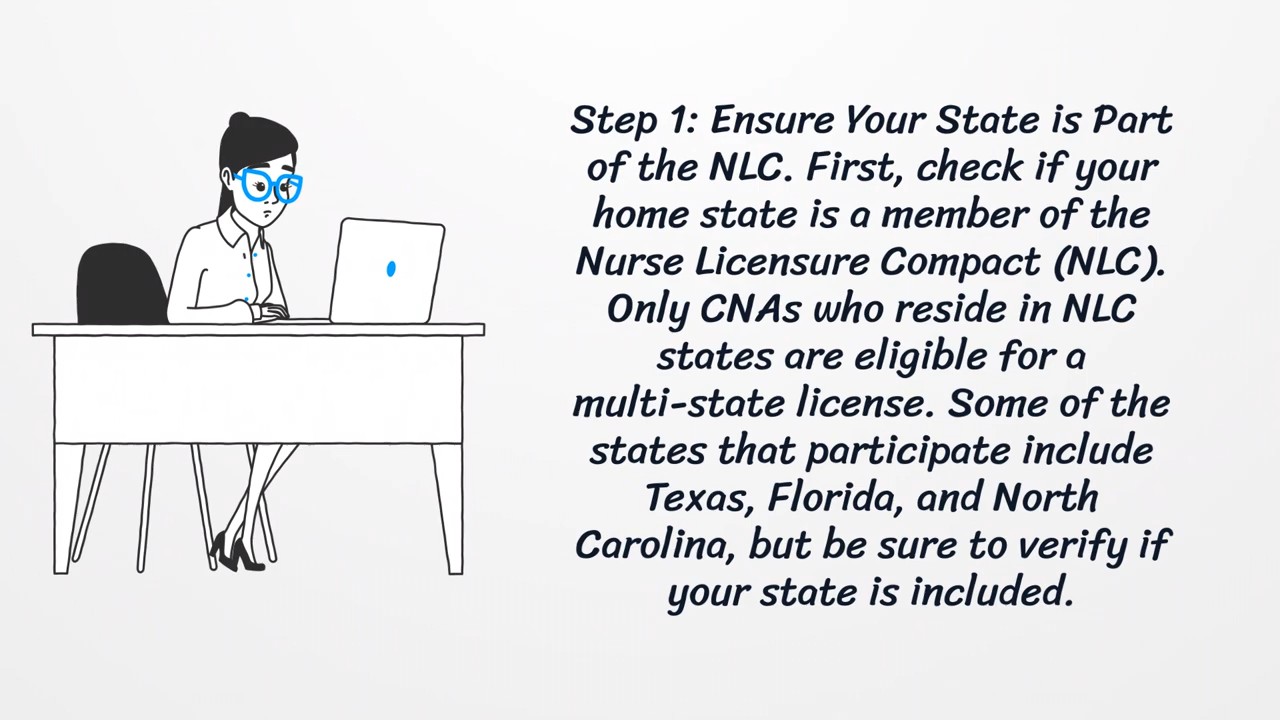 Step 1: Ensure Your State is Part
of the NLC. First, check if your
home state is a member of the
Nurse Licensure Compact (NLC).
Only CNAs who reside in NLC
states are eligible for a
multi-state license. Some of the
states that participate include
Texas, Florida, and North
Carolina, but be sure to verify if
your state is included.